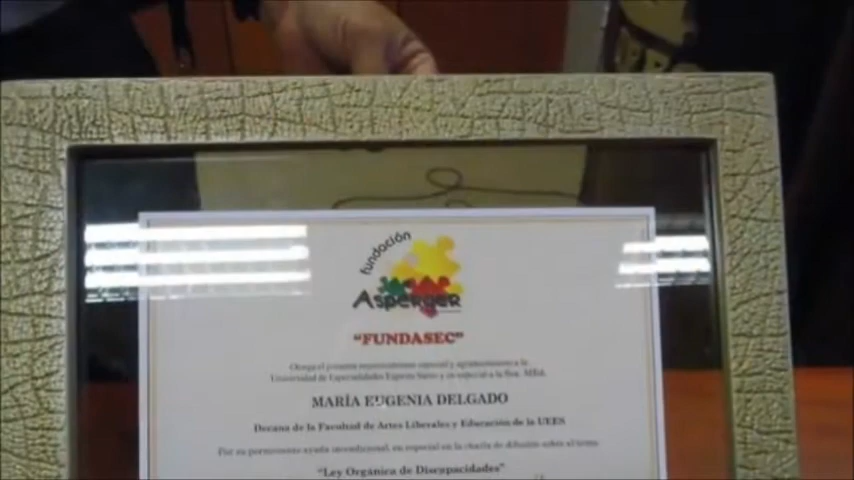 fundación
Asperger
"FUNDASEC"
Otorga el presente reconocimiento especial y agradecimiento a la
Universidad de Especialidades Espíritu Santo y en especial a la Sra. MEd.
MARÍA EUGENIA DELGADO
Decana de la Facultad de Artes Liberales y Educación de la UEES
Por su permanente ayuda incondicional, en especial en la charla de difusión sobre el tema
"Ley Orgánica de Discapacidades"